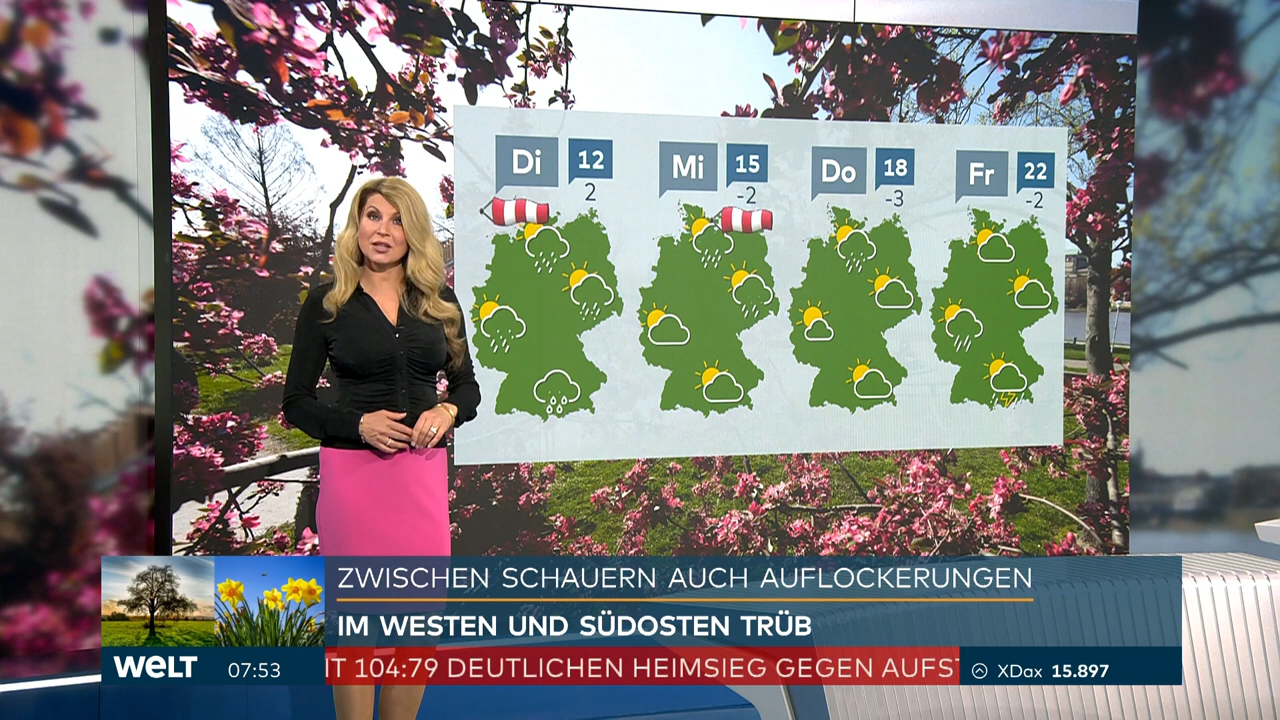 Di 12
2
Mi 15
-2
Do 18
-3
Fr 22
-2
ZWISCHEN SCHAUERN AUCH AUFLOCKERUNGEN
IM WESTEN UND SÜDOSTEN TRÜB
WELT 07:53 104:79 DEUTLICHEN HEIMSIEG GEGEN XDax 15.897